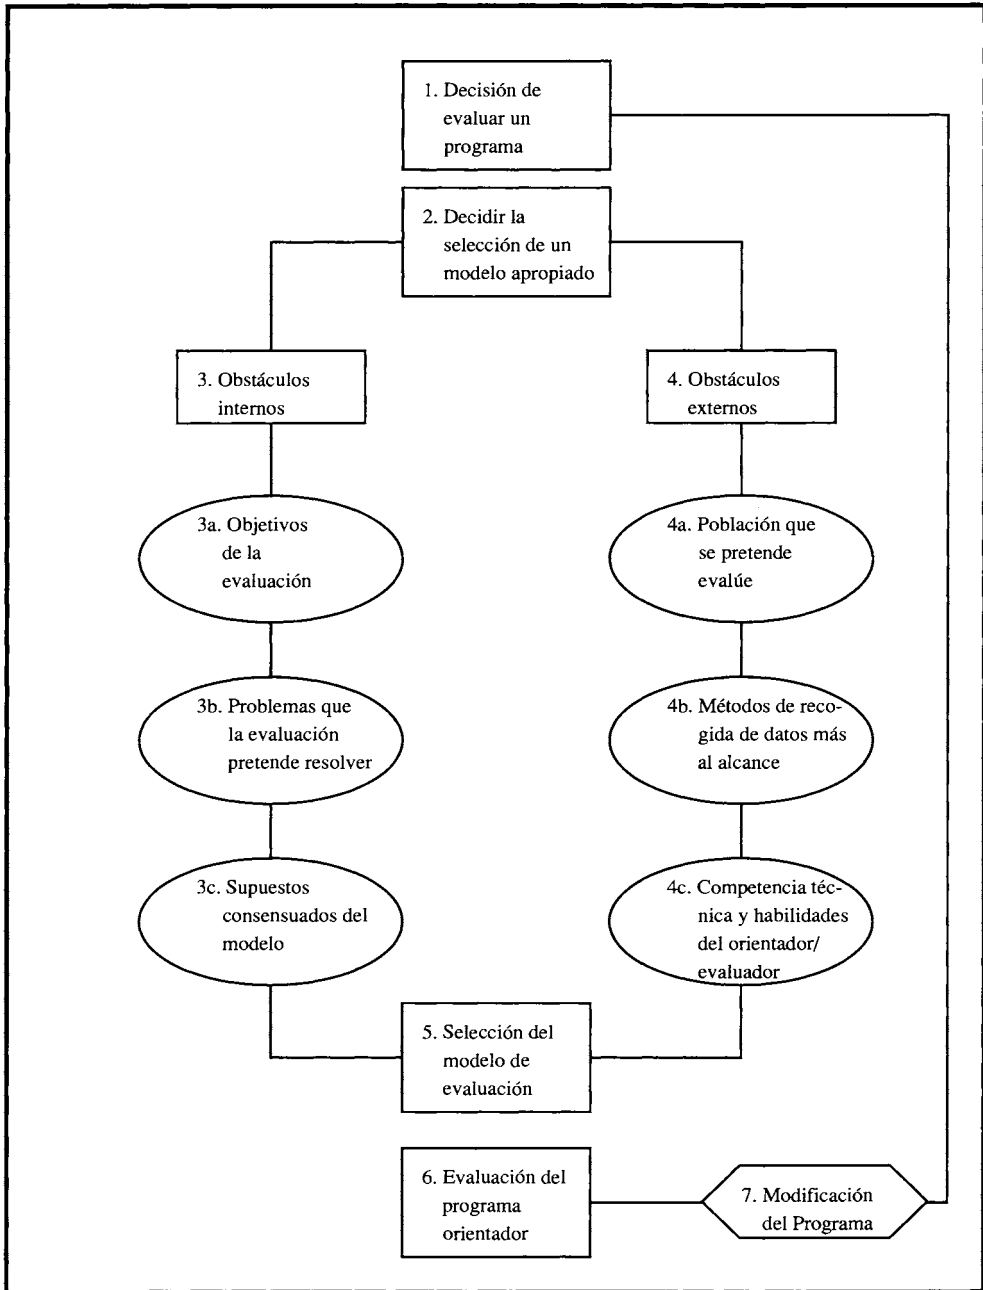 1. Decisión de
evaluar un
programa
2. Decidir la
selección de un
modelo apropiado
3. Obstáculos
internos
4. Obstáculos
externos
3a. Objetivos
de la
evaluación
4a. Población que
se pretende
evalúe
3b. Problemas que
la evaluación
pretende resolver
4b. Métodos de reco-
gida de datos más
al alcance
3c. Supuestos
consensuados del
modelo
4c. Competencia téc-
nica y habilidades
del orientador/
evaluador
5. Selección del
modelo de
evaluación
6. Evaluación del
programa
orientador
7. Modificación
del Programa